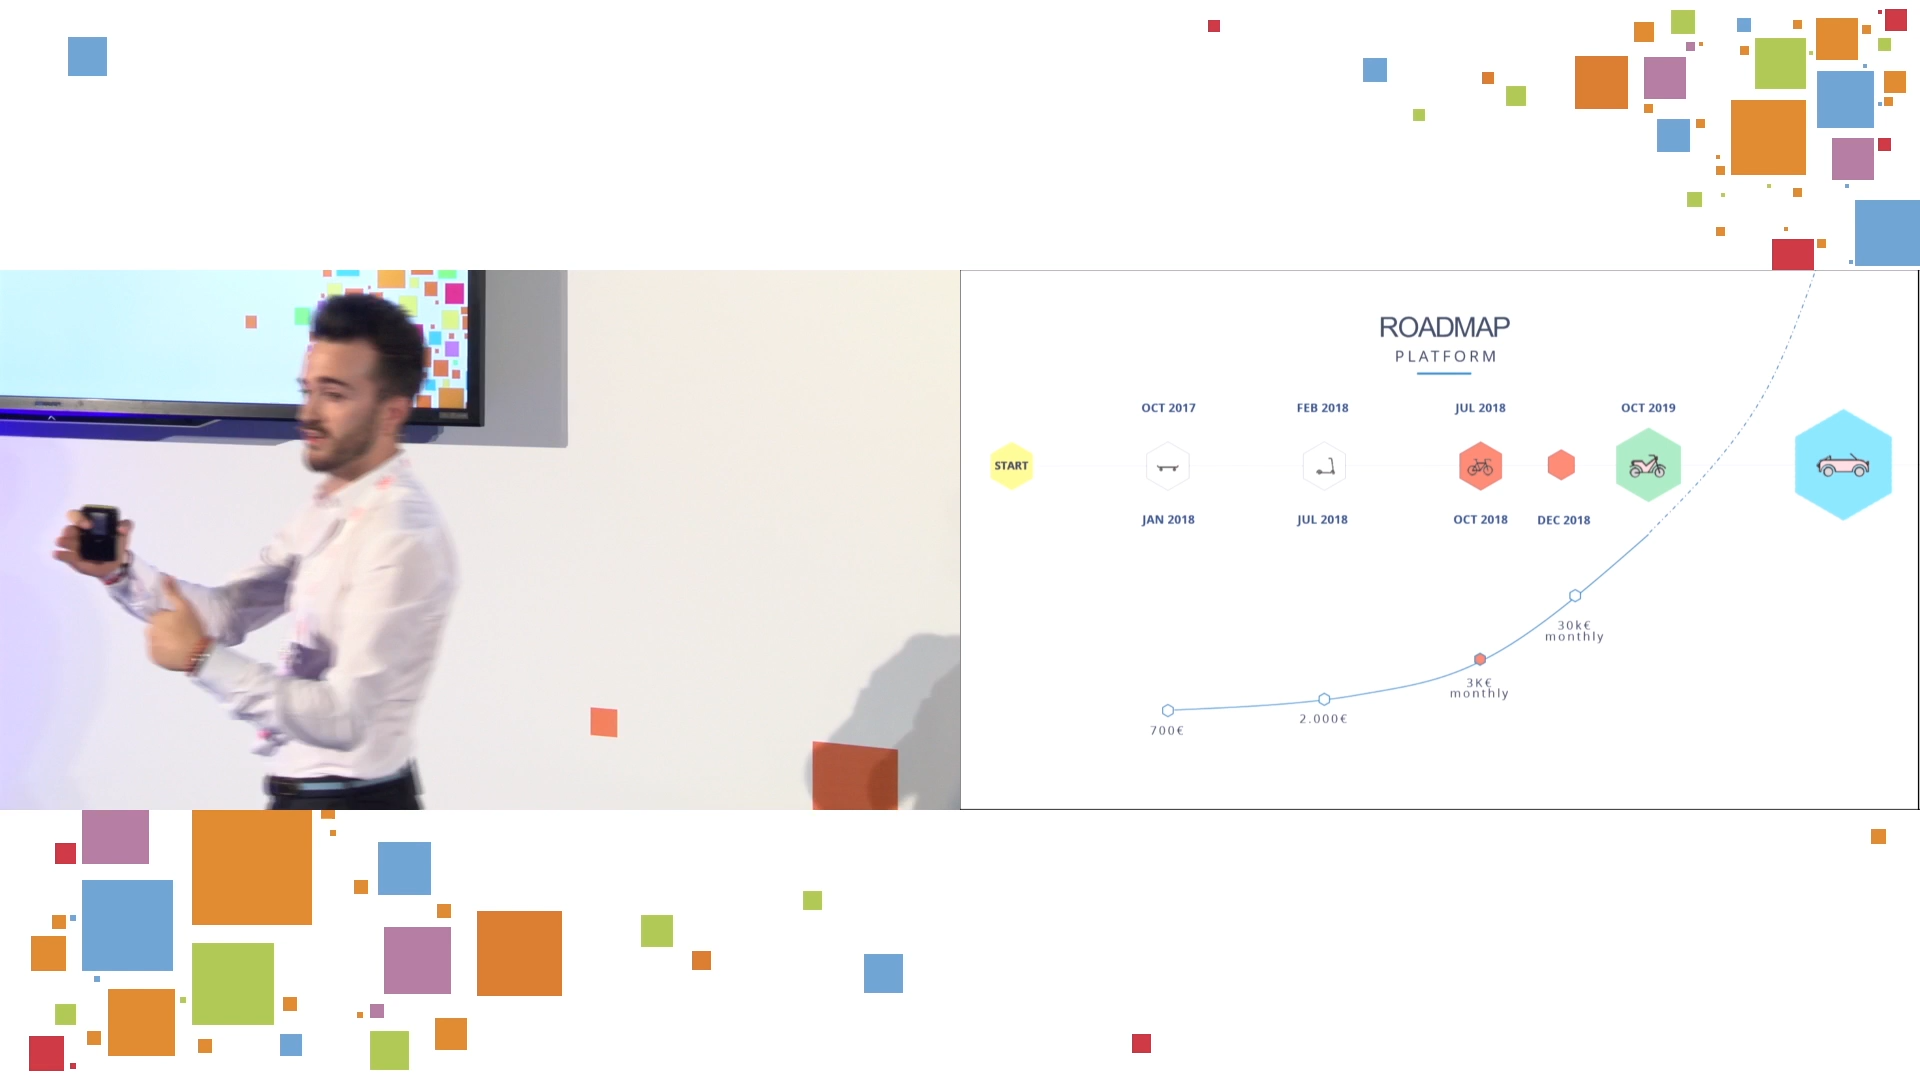 ROADMAP
PLATFORM
OCT 2017 FEB 2018 JUL 2018 OCT 2019
START
JAN 2018 JUL 2018 OCT 2018 DEC 2018
30k€
monthly
3K€
monthly
2.000€
700€